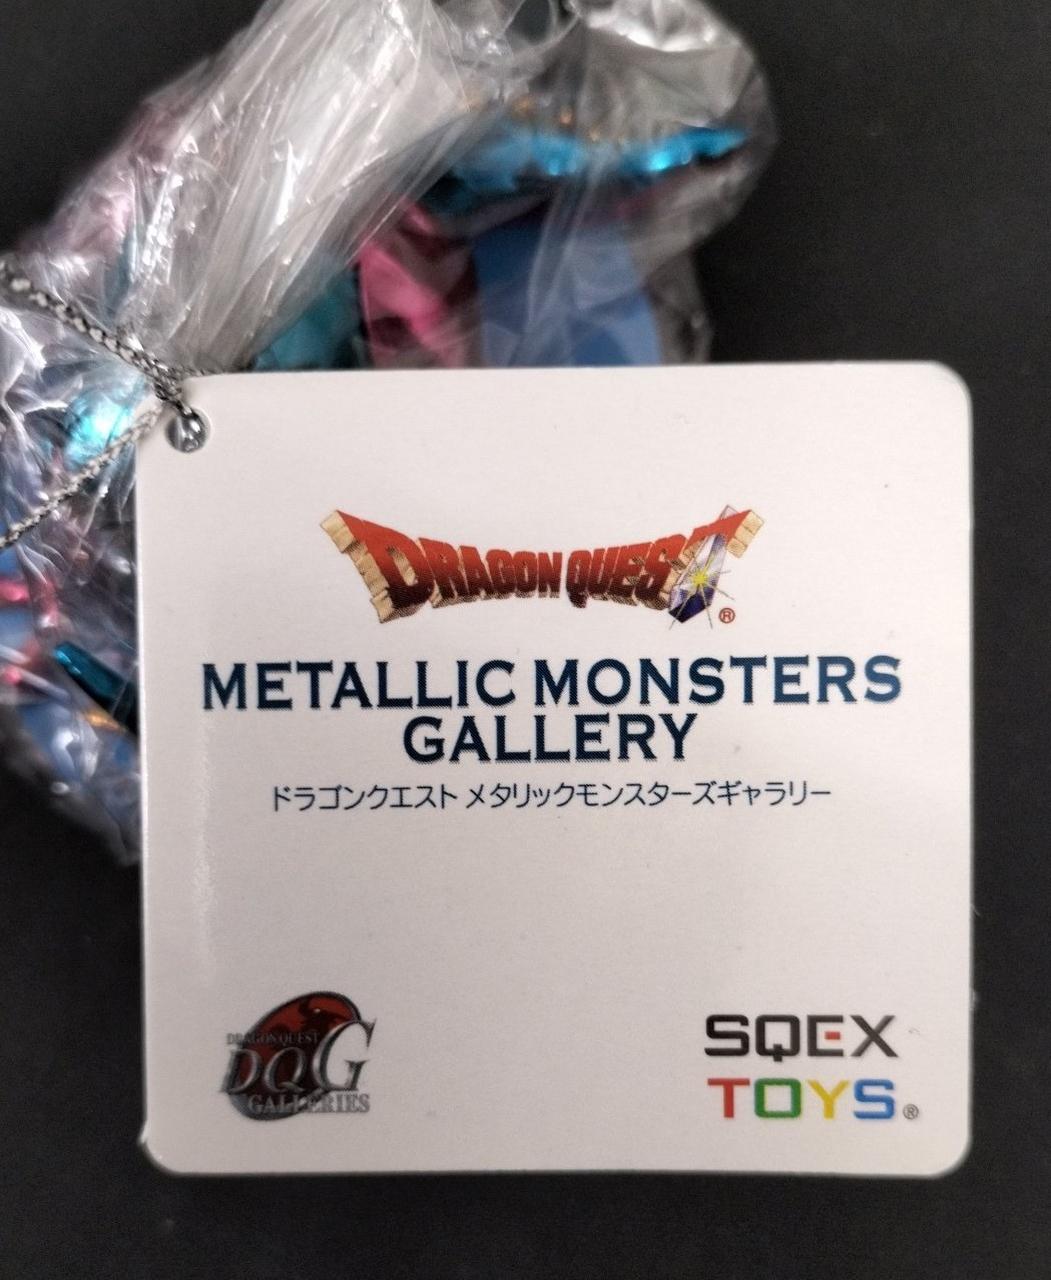 DRAGON QUEST®
METALLIC MONSTERS
GALLERY
ドラゴンクエスト メタリックモンスターズギャラリー
DRAGON QUEST
DQG
GALLERIES
SQEX
TOYS®